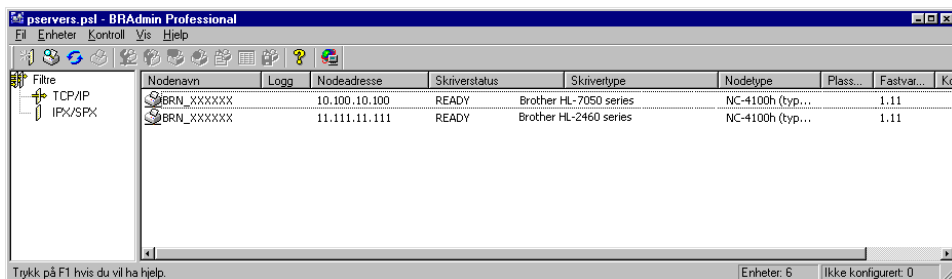 pservers.psl - BRAdmin Professional
Fil Enheter Kontroll Vis Hjelp
Filtre
TCP/IP
IPX/SPX
Nodenavn Logg Nodeadresse Skriverstatus Skrivertype Nodetype Plass... Fastvar... Ko
BRN_XXXXXX 10.100.10.100 READY Brother HL-7050 series NC-4100h (typ... 1.11
BRN_XXXXXX 11.111.11.111 READY Brother HL-2460 series NC-4100h (typ... 1.11
Trykk på F1 hvis du vil ha hjelp. Enheter: 6 Ikke konfigurert: 0